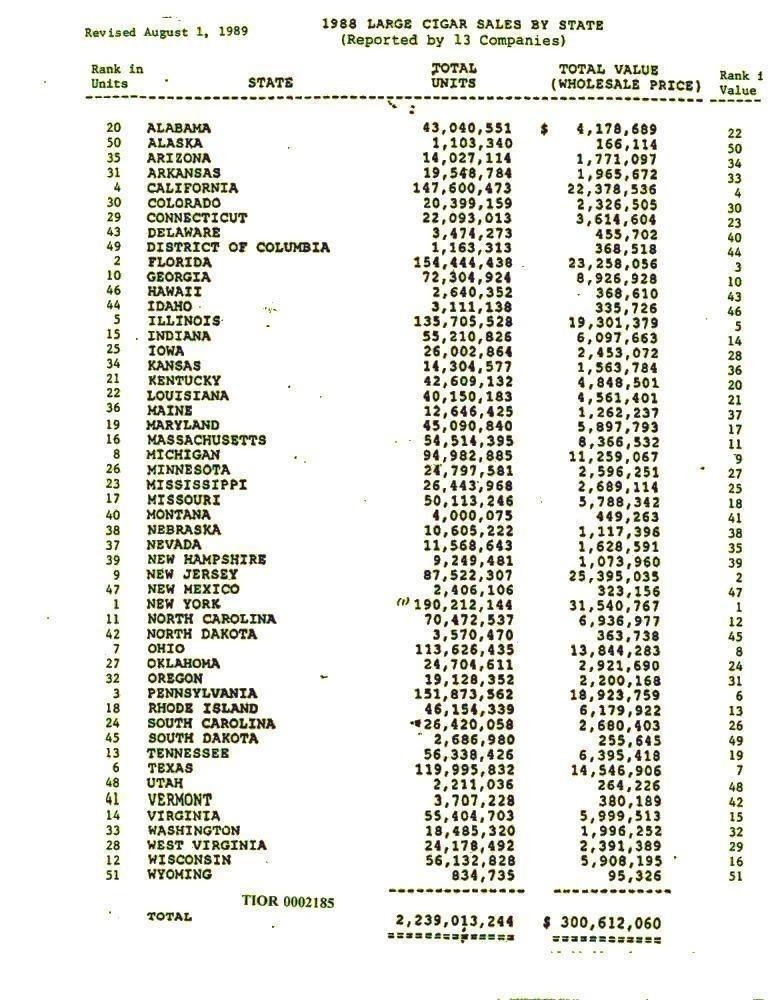 Revised August 1, 1989
1988 LARGE CIGAR SALES BY STATE
(Reported by 13 Companies)
Rank in Units STATE TOTAL UNITS TOTAL VALUE (WHOLESALE PRICE) Rank i Value
20 ALABAMA 43,040,551 $ 4,178,689 22
50 ALASKA 1,103,340 166,114 50
35 ARIZONA 14,027,114 1,771,097 34
31 ARKANSAS 19,548,784 1,965,672 33
4 CALIFORNIA 147,600,473 22,378,536 4
30 COLORADO 20,399,159 2,326,505 30
29 CONNECTICUT 22,093,013 3,614,604 23
43 DELAWARE 3,474,273 455,702 40
49 DISTRICT OF COLUMBIA 1,163,313 368,518 44
2 FLORIDA 154,444,438 23,258,056 3
10 GEORGIA 72,304,924 8,926,928 10
46 HAWAII 2,640,352 368,610 43
44 IDAHO 3,111,138 335,726 46
5 ILLINOIS 135,705,528 19,301,379 5
15 INDIANA 55,210,826 6,097,663 14
25 IOWA 26,002,864 2,453,072 28
34 KANSAS 14,304,577 1,563,784 36
21 KENTUCKY 42,609,132 4,848,501 20
22 LOUISIANA 40,150,183 4,561,401 21
36 MAINE 12,646,425 1,262,237 37
19 MARYLAND 45,090,840 5,897,793 17
16 MASSACHUSETTS 54,514,395 8,366,532 11
8 MICHIGAN 94,982,885 11,259,067 9
26 MINNESOTA 24,797,581 2,596,251 27
23 MISSISSIPPI 26,443,968 2,689,114 25
17 MISSOURI 50,113,246 5,788,342 18
40 MONTANA 4,000,075 449,263 41
38 NEBRASKA 10,605,222 1,117,396 38
37 NEVADA 11,568,643 1,628,591 35
39 NEW HAMPSHIRE 9,249,481 1,073,960 39
9 NEW JERSEY 87,522,307 25,395,035 2
47 NEW MEXICO 2,406,106 323,156 47
1 NEW YORK (1) 190,212,144 31,540,767 1
11 NORTH CAROLINA 70,472,537 6,936,977 12
42 NORTH DAKOTA 3,570,470 363,738 45
7 OHIO 113,626,435 13,844,283 8
27 OKLAHOMA 24,704,611 2,921,690 24
32 OREGON 19,128,352 2,200,168 31
3 PENNSYLVANIA 151,873,562 18,923,759 6
18 RHODE ISLAND 46,154,339 6,179,922 13
24 SOUTH CAROLINA 26,420,058 2,680,403 26
45 SOUTH DAKOTA 2,686,980 255,645 49
13 TENNESSEE 56,338,426 6,395,418 19
6 TEXAS 119,995,832 14,546,906 7
48 UTAH 2,211,036 264,226 48
41 VERMONT 3,707,228 380,189 42
14 VIRGINIA 55,404,703 5,999,513 15
33 WASHINGTON 18,485,320 1,996,252 32
28 WEST VIRGINIA 24,178,492 2,391,389 29
12 WISCONSIN 56,132,828 5,908,195 16
51 WYOMING 834,735 95,326 51
TIOR 0002185
TOTAL 2,239,013,244 $ 300,612,060